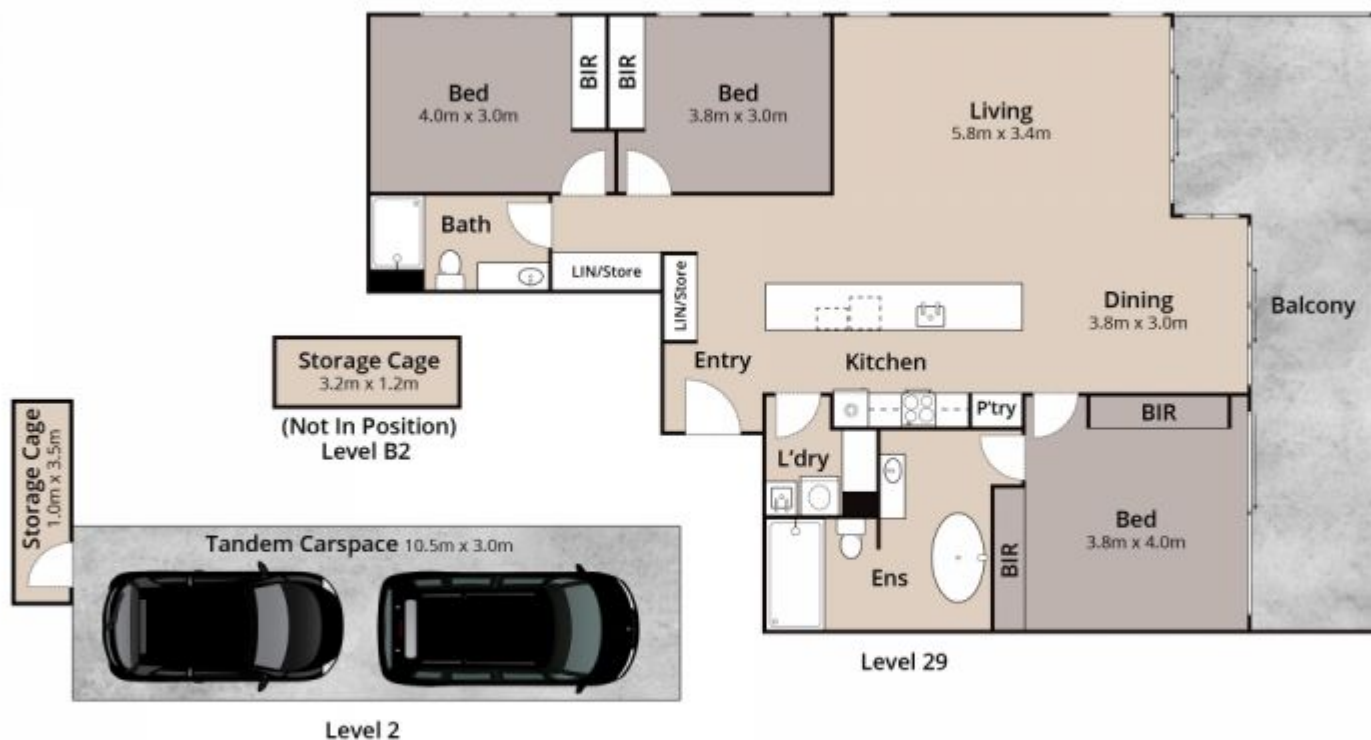 Bed
4.0m x 3.0m
BIR
BIR
Bed
3.8m x 3.0m
Living
5.8m x 3.4m
Bath
LIN/Store
LIN/Store
Dining
3.8m x 3.0m
Balcony
Entry
Kitchen
Storage Cage
3.2m x 1.2m
(Not In Position)
Level B2
Storage Cage
1.0m x 3.5m
P'try
BIR
L'dry
Bed
3.8m x 4.0m
BIR
Ens
Tandem Carspace 10.5m x 3.0m
Level 29
Level 2